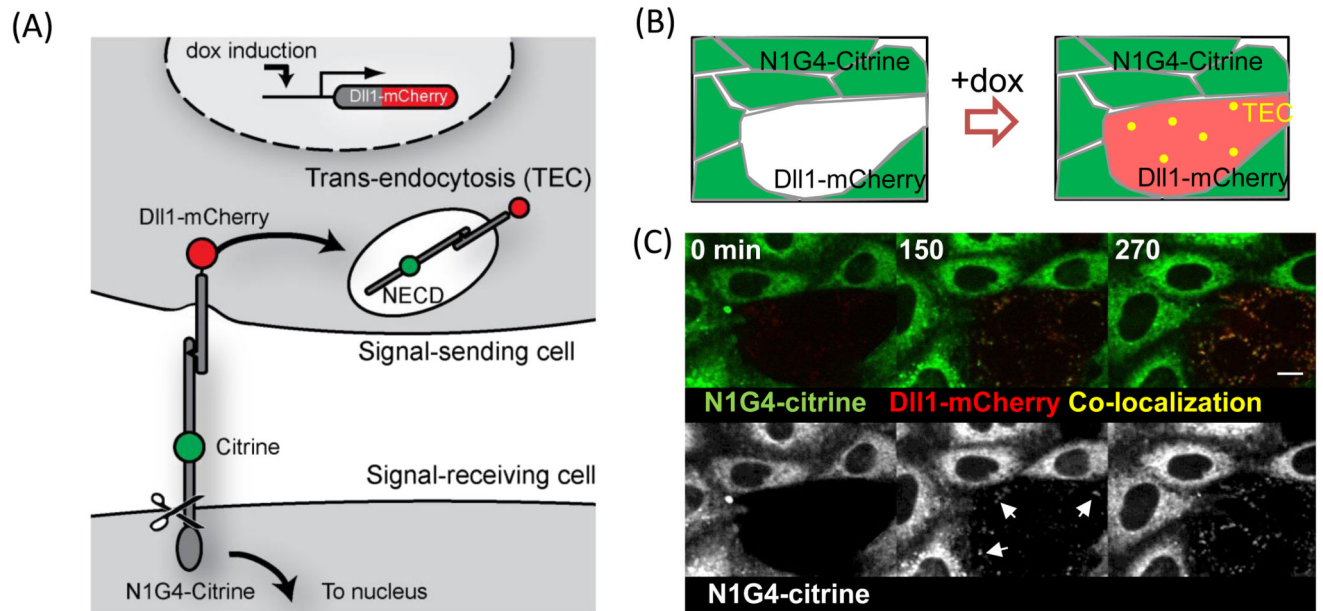 (A)
dox induction
Dll1-mCherry
Trans-endocytosis (TEC)
Dll1-mCherry
NECD
Signal-sending cell
Citrine
Signal-receiving cell
N1G4-Citrine
To nucleus
(B)
N1G4-Citrine
Dll1-mCherry
+dox
N1G4-Citrine
TEC
Dll1-mCherry
(C)
0 min 150 270
N1G4-citrine Dll1-mCherry Co-localization
N1G4-citrine